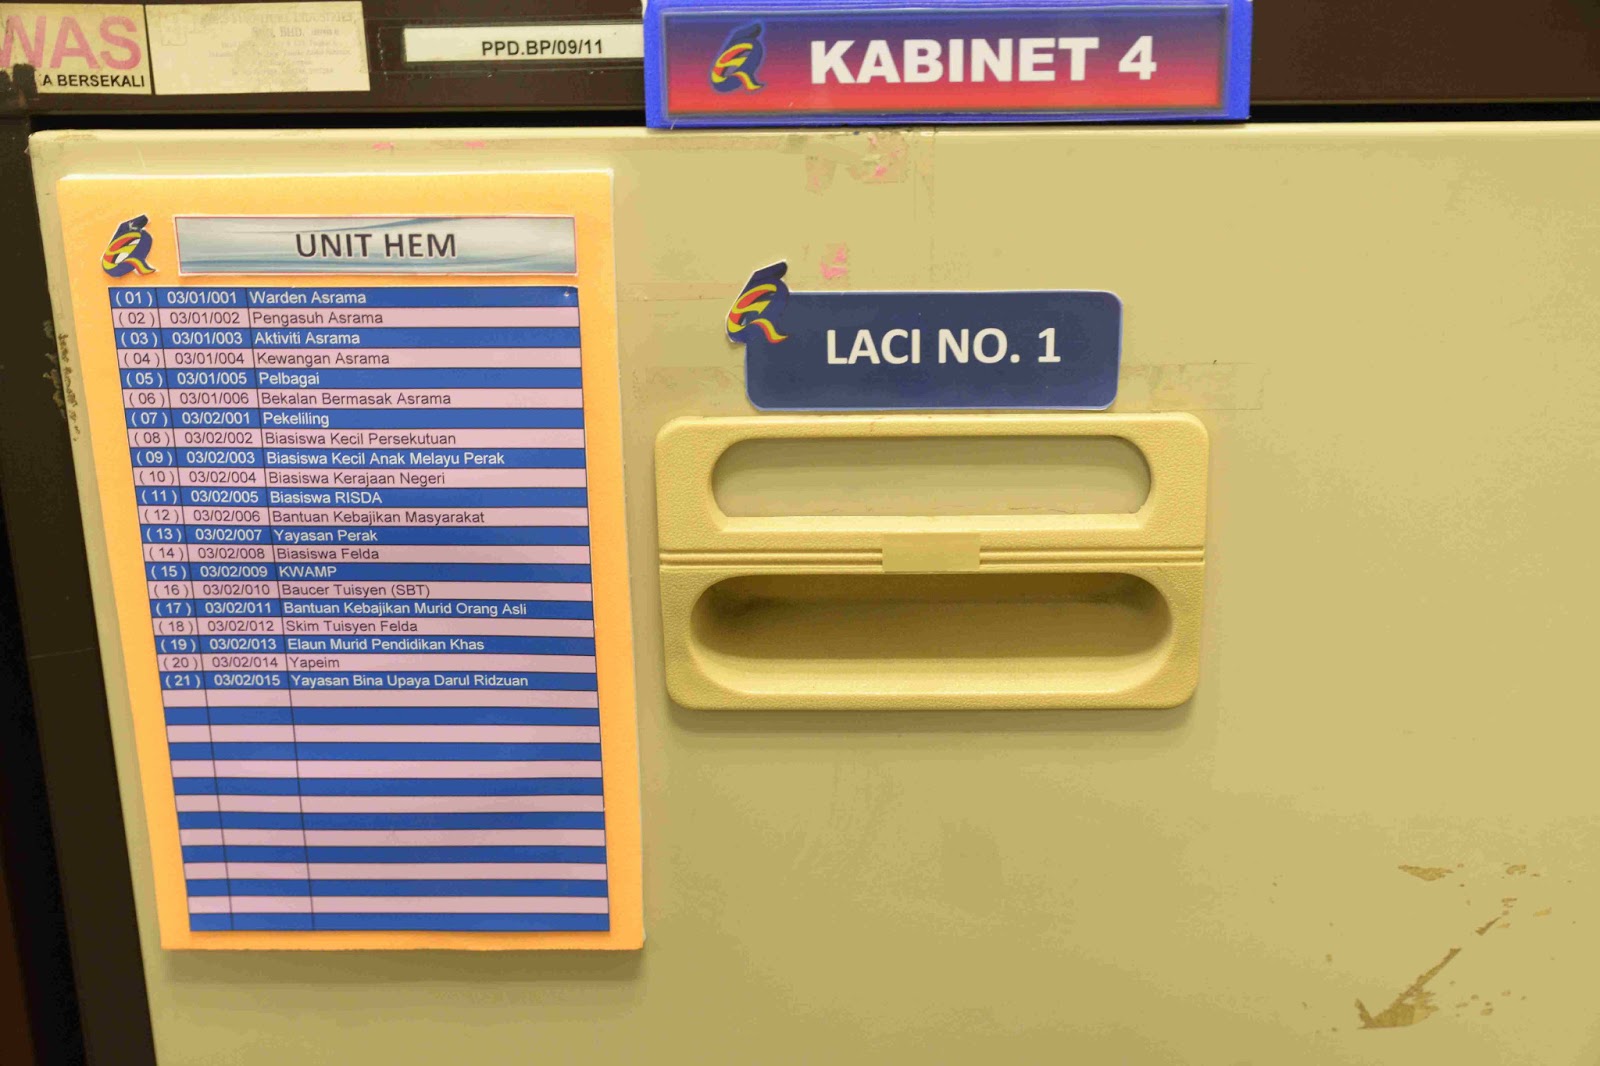 WAS
A BERSEKALI
PPD.BP/09/11
KABINET 4
UNIT HEM
(01) 03/01/001 Warden Asrama
(02) 03/01/002 Pengasuh Asrama
(03) 03/01/003 Aktiviti Asrama
(04) 03/01/004 Kewangan Asrama
(05) 03/01/005 Pelbagai
(06) 03/01/006 Bekalan Bermasak Asrama
(07) 03/02/001 Pekeliling
(08) 03/02/002 Biasiswa Kecil Persekutuan
(09) 03/02/003 Biasiswa Kecil Anak Melayu Perak
(10) 03/02/004 Biasiswa Kerajaan Negeri
(11) 03/02/005 Biasiswa RISDA
(12) 03/02/006 Bantuan Kebajikan Masyarakat
(13) 03/02/007 Yayasan Perak
(14) 03/02/008 Biasiswa Felda
(15) 03/02/009 KWAMP
(16) 03/02/010 Baucer Tuisyen (SBT)
(17) 03/02/011 Bantuan Kebajikan Murid Orang Asli
(18) 03/02/012 Skim Tuisyen Felda
(19) 03/02/013 Elaun Murid Pendidikan Khas
(20) 03/02/014 Yapeim
(21) 03/02/015 Yayasan Bina Upaya Darul Ridzuan
LACI NO. 1